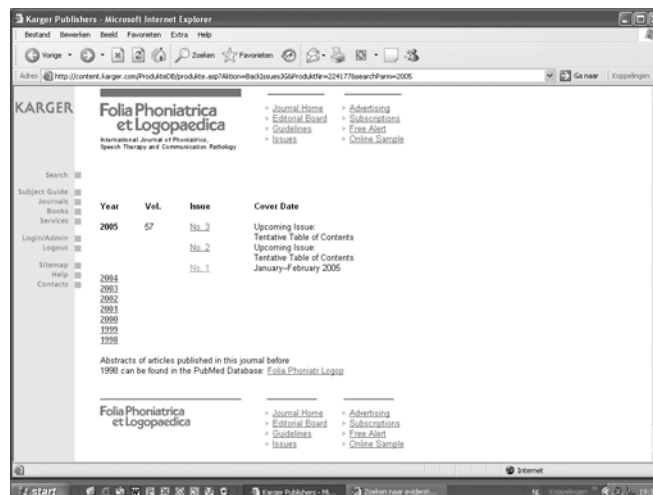 Karger Publishers - Microsoft Internet Explorer
Bestand Bewerken Beeld Favorieten Extra Help
Vorige Zoeken Favorieten
Adres http://content.karger.com/ProdukteDB/produkte.asp?Aktion=BackIssuesJG&ProduktNr=224177&searchParm=2005 Ga naar Koppelingen
KARGER
Folia Phoniatrica
et Logopaedica
International Journal of Phoniatrics,
Speech Therapy and Communication Pathology
Journal Home Advertising
Editorial Board Subscriptions
Guidelines Free Alert
Issues Online Sample
Search
Subject Guide
Journals
Books
Services
Login/Admin
Logout
Sitemap
Help
Contacts
Year Vol. Issue Cover Date
2005 57 No. 3 Upcoming Issue:
Tentative Table of Contents
No. 2 Upcoming Issue:
Tentative Table of Contents
No. 1 January–February 2005
2004
2003
2002
2001
2000
1999
1998
Abstracts of articles published in this journal before
1998 can be found in the PubMed Database: Folia Phoniatr Logop
Folia Phoniatrica
et Logopaedica
Journal Home Advertising
Editorial Board Subscriptions
Guidelines Free Alert
Issues Online Sample
Internet
start Karger Publishers - Mi... Zoeken naar evidenti... NL Koppelingen